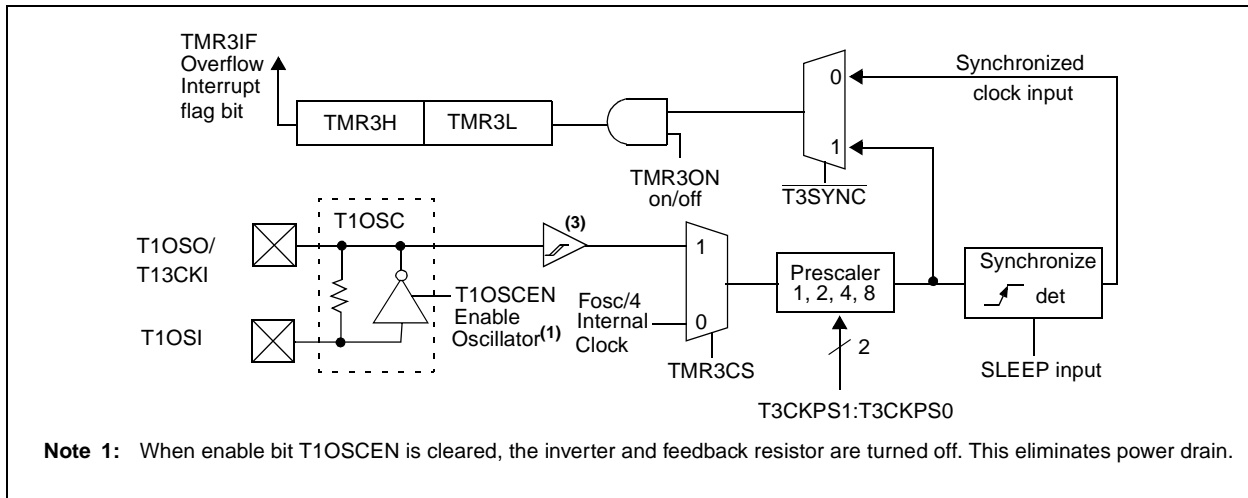 TMR3IF
Overflow
Interrupt
flag bit
TMR3H
TMR3L
TMR3ON
on/off
0
1
T3SYNC
Synchronized
clock input
T1OSO/
T13CKI
T1OSI
T1OSC
T1OSCEN
Enable
Oscillator(1)
(3)
Fosc/4
Internal
Clock
1
0
TMR3CS
Prescaler
1, 2, 4, 8
2
T3CKPS1:T3CKPS0
Synchronize
det
SLEEP input
Note 1: When enable bit T1OSCEN is cleared, the inverter and feedback resistor are turned off. This eliminates power drain.